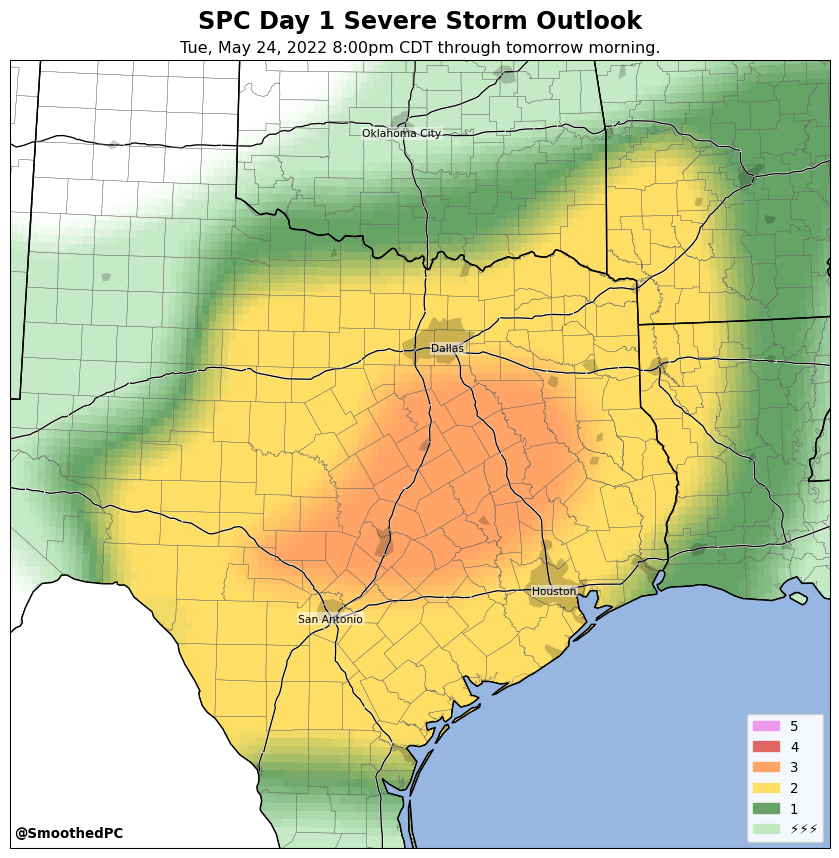 SPC Day 1 Severe Storm Outlook
Tue, May 24, 2022 8:00pm CDT through tomorrow morning.
Oklahoma City
Dallas
Houston
San Antonio
5
4
3
2
1
⚡⚡⚡
@SmoothedPC